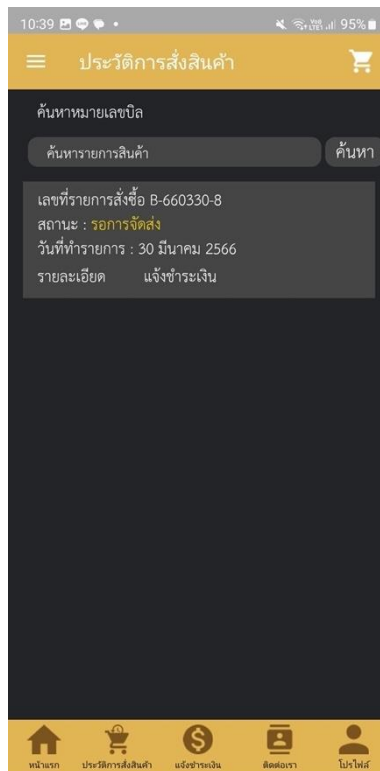 10:39 95%
ประวัติการสั่งสินค้า
ค้นหาหมายเลขบิล
ค้นหารายการสินค้า ค้นหา
เลขที่รายการสั่งซื้อ B-660330-8
สถานะ : รอการจัดส่ง
วันที่ทำรายการ : 30 มีนาคม 2566
รายละเอียด แจ้งชำระเงิน
หน้าแรก ประวัติการสั่งสินค้า แจ้งชำระเงิน ติดต่อเรา โปรไฟล์